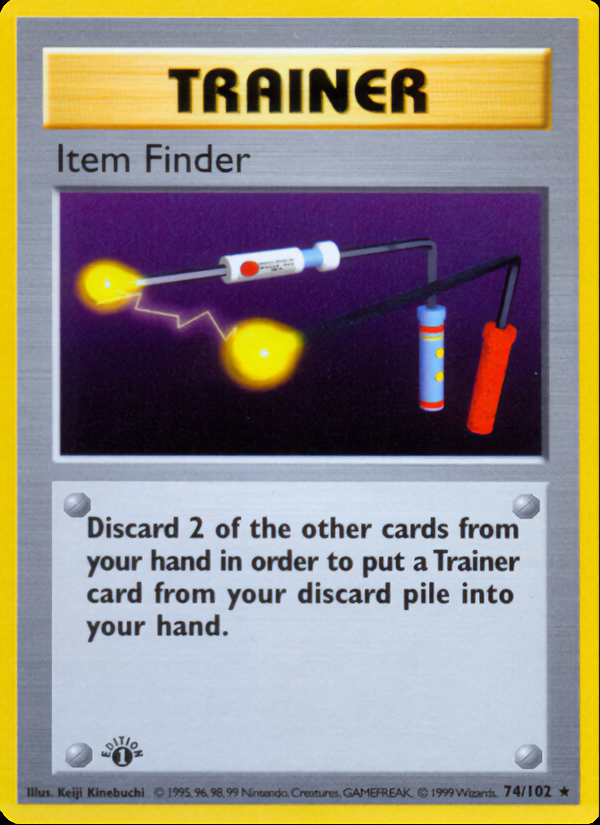 TRAINER
Item Finder
Discard 2 of the other cards from
your hand in order to put a Trainer
card from your discard pile into
your hand.
EDITION
1
Illus. Keiji Kinebuchi © 1995, 96, 98, 99 Nintendo, Creatures, GAMEFREAK. © 1999 Wizards. 74/102 ★